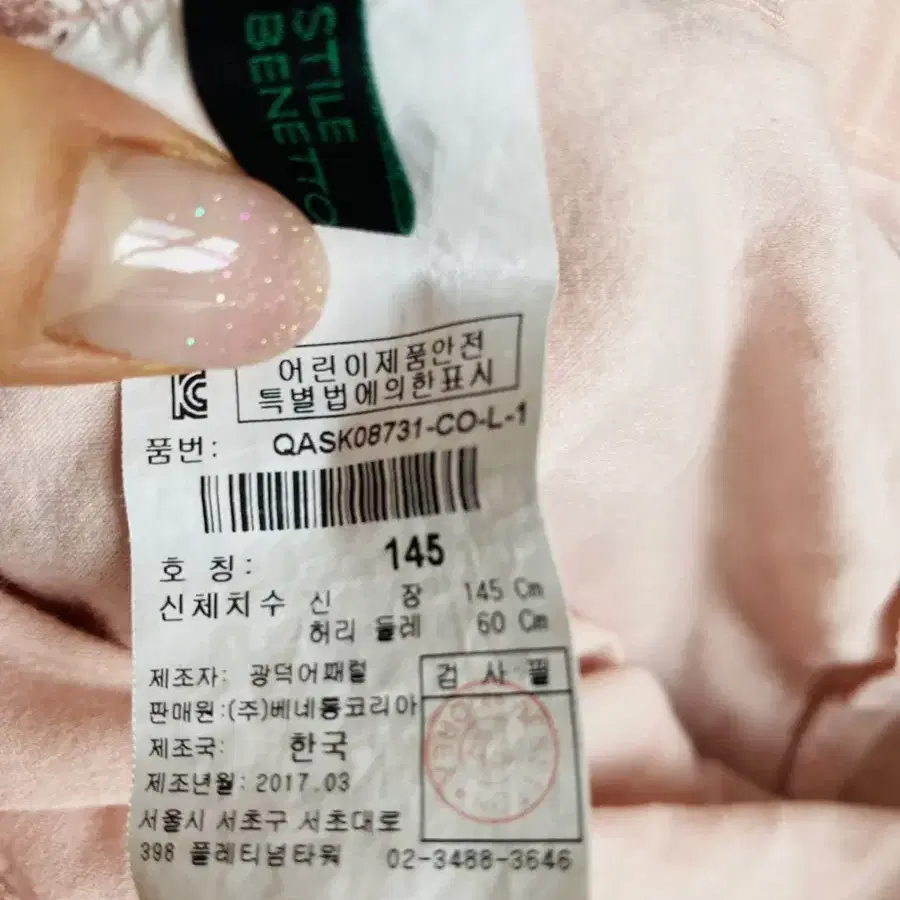 STILE
BENETTO
어린이제품안전
특별법에의한표시
품번: QASK08731-CO-L-1
호 칭: 145
신체치수 신 장 145 Cm
허리 둘레 60 Cm
제조자: 광덕어패럴
검 사 필
판매원:(주)베네통코리아
제조국: 한국
제조년월: 2017.03
서울시 서초구 서초대로
398 플레티넘타워 02-3488-3646